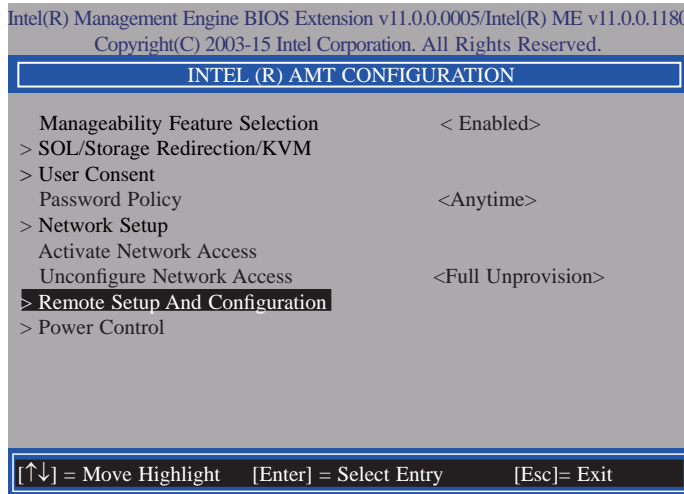 Intel(R) Management Engine BIOS Extension v11.0.0.0005/Intel(R) ME v11.0.0.1180
Copyright(C) 2003-15 Intel Corporation. All Rights Reserved.
INTEL (R) AMT CONFIGURATION
Manageability Feature Selection < Enabled>
> SOL/Storage Redirection/KVM
> User Consent
Password Policy <Anytime>
> Network Setup
Activate Network Access
Unconfigure Network Access <Full Unprovision>
> Remote Setup And Configuration
> Power Control
[↑↓] = Move Highlight [Enter] = Select Entry [Esc]= Exit